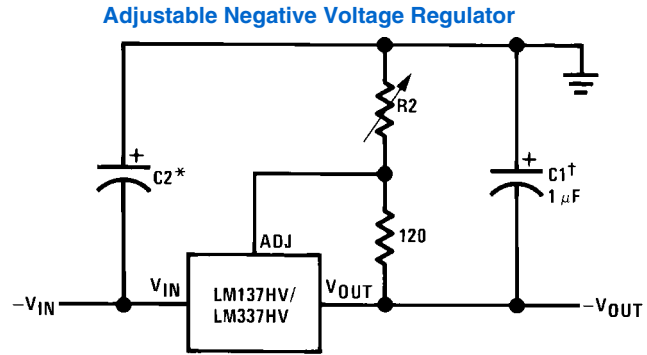 Adjustable Negative Voltage Regulator
R2
+
C2*
+
C1†
1 μF
ADJ
120
−VIN
VIN
LM137HV/
LM337HV
VOUT
−VOUT